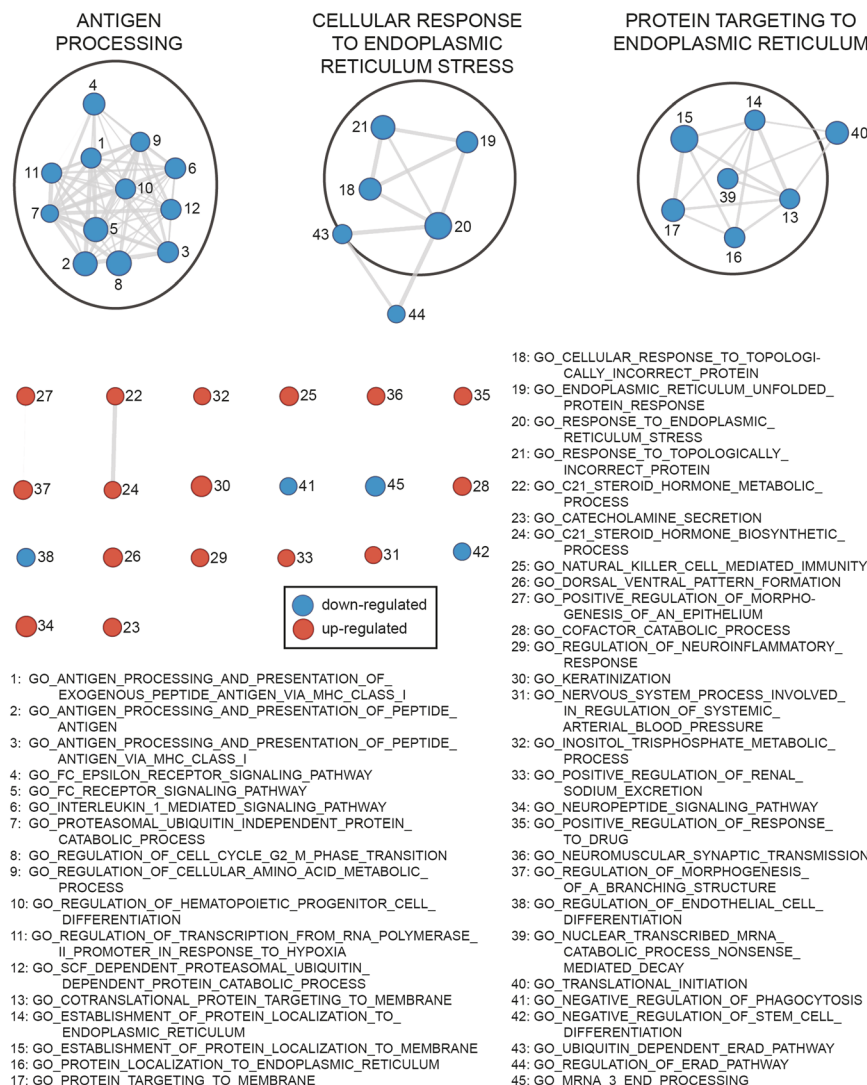 ANTIGEN
PROCESSING
CELLULAR RESPONSE
TO ENDOPLASMIC
RETICULUM STRESS
PROTEIN TARGETING TO
ENDOPLASMIC RETICULUM
4
1
9
11
6
10
7
12
5
2
8
3
21
19
18
20
43
44
14
15
40
39
13
17
16
27
22
32
25
36
35
37
24
30
41
45
28
38
26
29
33
31
42
34
23
down-regulated
up-regulated
1: GO_ANTIGEN_PROCESSING_AND_PRESENTATION_OF_
EXOGENOUS_PEPTIDE_ANTIGEN_VIA_MHC_CLASS_I
2: GO_ANTIGEN_PROCESSING_AND_PRESENTATION_OF_PEPTIDE_
ANTIGEN
3: GO_ANTIGEN_PROCESSING_AND_PRESENTATION_OF_PEPTIDE_
ANTIGEN_VIA_MHC_CLASS_I
4: GO_FC_EPSILON_RECEPTOR_SIGNALING_PATHWAY
5: GO_FC_RECEPTOR_SIGNALING_PATHWAY
6: GO_INTERLEUKIN_1_MEDIATED_SIGNALING_PATHWAY
7: GO_PROTEASOMAL_UBIQUITIN_INDEPENDENT_PROTEIN_
CATABOLIC_PROCESS
8: GO_REGULATION_OF_CELL_CYCLE_G2_M_PHASE_TRANSITION
9: GO_REGULATION_OF_CELLULAR_AMINO_ACID_METABOLIC_
PROCESS
10: GO_REGULATION_OF_HEMATOPOIETIC_PROGENITOR_CELL_
DIFFERENTIATION
11: GO_REGULATION_OF_TRANSCRIPTION_FROM_RNA_POLYMERASE_
II_PROMOTER_IN_RESPONSE_TO_HYPOXIA
12: GO_SCF_DEPENDENT_PROTEASOMAL_UBIQUITIN_
DEPENDENT_PROTEIN_CATABOLIC_PROCESS
13: GO_COTRANSLATIONAL_PROTEIN_TARGETING_TO_MEMBRANE
14: GO_ESTABLISHMENT_OF_PROTEIN_LOCALIZATION_TO_
ENDOPLASMIC_RETICULUM
15: GO_ESTABLISHMENT_OF_PROTEIN_LOCALIZATION_TO_MEMBRANE
16: GO_PROTEIN_LOCALIZATION_TO_ENDOPLASMIC_RETICULUM
17: GO_PROTEIN_TARGETING_TO_MEMBRANE
18: GO_CELLULAR_RESPONSE_TO_TOPOLOGI-
CALLY_INCORRECT_PROTEIN
19: GO_ENDOPLASMIC_RETICULUM_UNFOLDED_
PROTEIN_RESPONSE
20: GO_RESPONSE_TO_ENDOPLASMIC_
RETICULUM_STRESS
21: GO_RESPONSE_TO_TOPOLOGICALLY_
INCORRECT_PROTEIN
22: GO_C21_STEROID_HORMONE_METABOLIC_
PROCESS
23: GO_CATECHOLAMINE_SECRETION
24: GO_C21_STEROID_HORMONE_BIOSYNTHETIC_
PROCESS
25: GO_NATURAL_KILLER_CELL_MEDIATED_IMMUNITY
26: GO_DORSAL_VENTRAL_PATTERN_FORMATION
27: GO_POSITIVE_REGULATION_OF_MORPHO-
GENESIS_OF_AN_EPITHELIUM
28: GO_COFACTOR_CATABOLIC_PROCESS
29: GO_REGULATION_OF_NEUROINFLAMMATORY_
RESPONSE
30: GO_KERATINIZATION
31: GO_NERVOUS_SYSTEM_PROCESS_INVOLVED_
IN_REGULATION_OF_SYSTEMIC_
ARTERIAL_BLOOD_PRESSURE
32: GO_INOSITOL_TRISPHOSPHATE_METABOLIC_
PROCESS
33: GO_POSITIVE_REGULATION_OF_RENAL_
SODIUM_EXCRETION
34: GO_NEUROPEPTIDE_SIGNALING_PATHWAY
35: GO_POSITIVE_REGULATION_OF_RESPONSE
TO_DRUG
36: GO_NEUROMUSCULAR_SYNAPTIC_TRANSMISSION
37: GO_REGULATION_OF_MORPHOGENESIS_
OF_A_BRANCHING_STRUCTURE
38: GO_REGULATION_OF_ENDOTHELIAL_CELL_
DIFFERENTIATION
39: GO_NUCLEAR_TRANSCRIBED_MRNA_
CATABOLIC_PROCESS_NONSENSE_
MEDIATED_DECAY
40: GO_TRANSLATIONAL_INITIATION
41: GO_NEGATIVE_REGULATION_OF_PHAGOCYTOSIS
42: GO_NEGATIVE_REGULATION_OF_STEM_CELL_
DIFFERENTIATION
43: GO_UBIQUITIN_DEPENDENT_ERAD_PATHWAY
44: GO_REGULATION_OF_ERAD_PATHWAY
45: GO_MRNA_3_END_PROCESSING